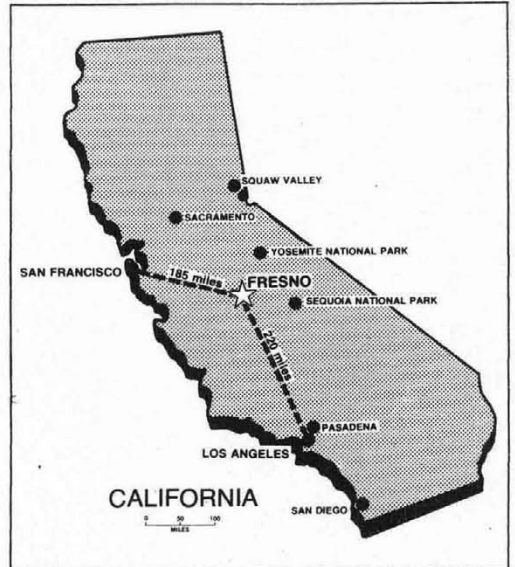 SQUAW VALLEY
SACRAMENTO
YOSEMITE NATIONAL PARK
SAN FRANCISCO
185 miles
FRESNO
SEQUOIA NATIONAL PARK
220 miles
PASADENA
LOS ANGELES
CALIFORNIA
0 50 100
MILES
SAN DIEGO